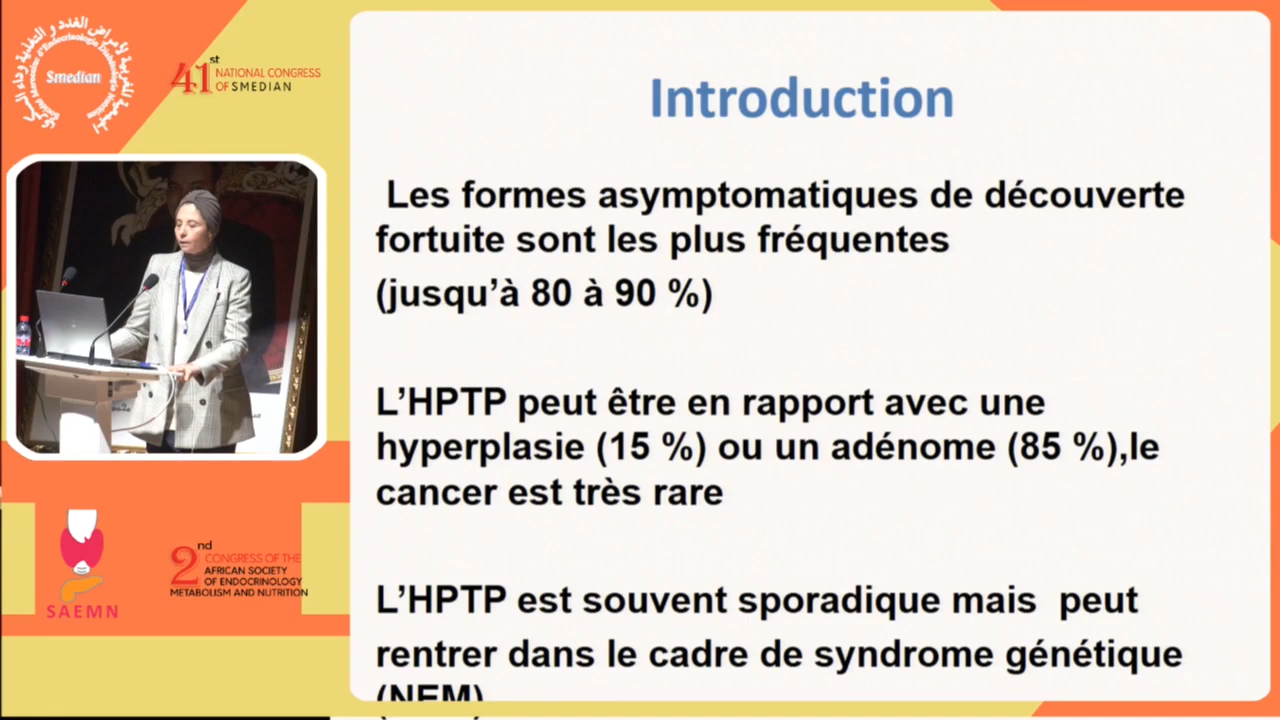 Smedian
41st
NATIONAL CONGRESS
OF SMEDIAN
Introduction
Les formes asymptomatiques de découverte
fortuite sont les plus fréquentes
(jusqu’à 80 à 90 %)
L’HPTP peut être en rapport avec une
hyperplasie (15 %) ou un adénome (85 %),le
cancer est très rare
L’HPTP est souvent sporadique mais peut
rentrer dans le cadre de syndrome génétique
(NEM)
SAEMN
2nd
CONGRESS OF THE
AFRICAN SOCIETY
OF ENDOCRINOLOGY
METABOLISM AND NUTRITION